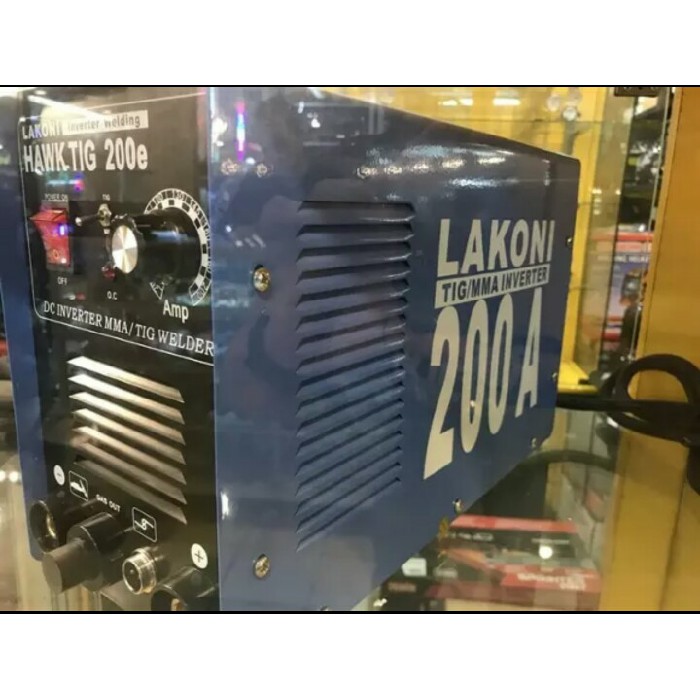 LAKONI Inverter Welding
HAWK.TIG 200e
POWER ON
TIG
OFF
O.C
Amp
DC INVERTER MMA/TIG WELDER
GAS OUT
LAKONI
TIG/MMA INVERTER
200 A